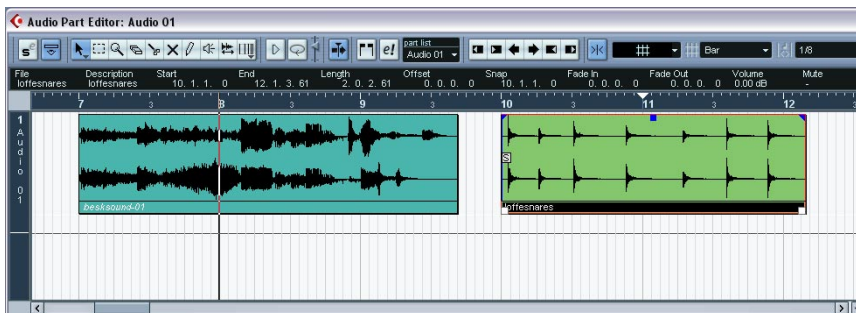 Audio Part Editor: Audio 01
part list
Audio 01
Bar
1/8
File Description Start End Length Offset Snap Fade In Fade Out Volume Mute
loffesnares loffesnares 10. 1. 1. 0 12. 1. 3. 61 2. 0. 2. 61 0. 0. 0. 0 10. 1. 1. 0 0. 0. 0. 0 0. 0. 0. 0 0.00 dB -
7 3 8 3 9 3 10 3 11 3 12
1
Audio 01
S
besksound-01
loffesnares